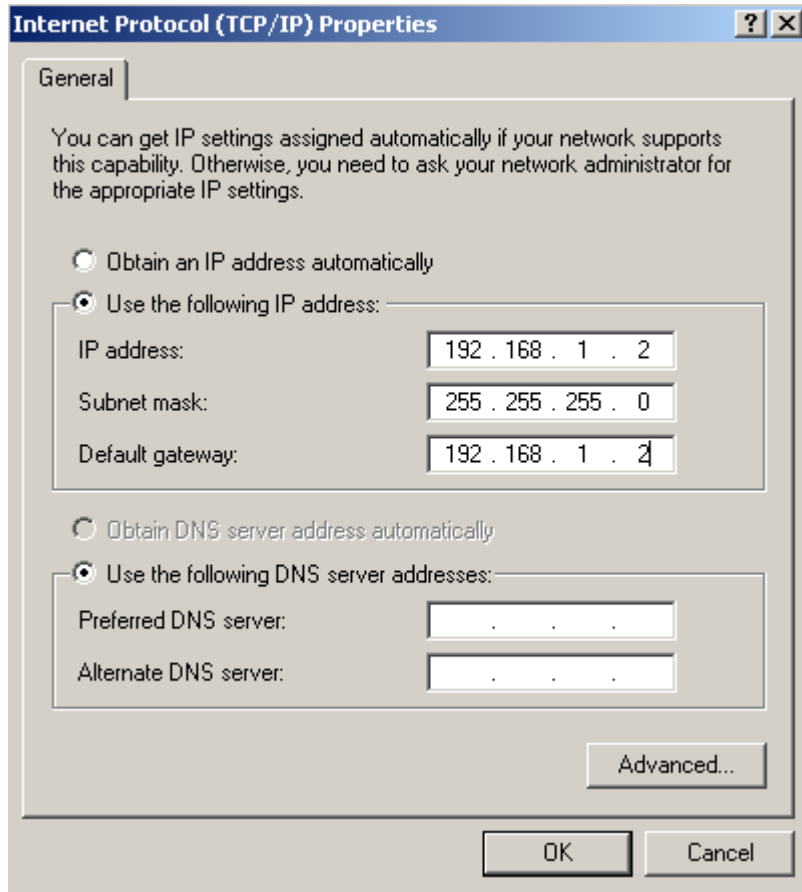 Internet Protocol (TCP/IP) Properties
General
You can get IP settings assigned automatically if your network supports
this capability. Otherwise, you need to ask your network administrator for
the appropriate IP settings.
Obtain an IP address automatically
Use the following IP address:
IP address: 192 . 168 . 1 . 2
Subnet mask: 255 . 255 . 255 . 0
Default gateway: 192 . 168 . 1 . 2
Obtain DNS server address automatically
Use the following DNS server addresses:
Preferred DNS server: . . .
Alternate DNS server: . . .
Advanced...
OK Cancel